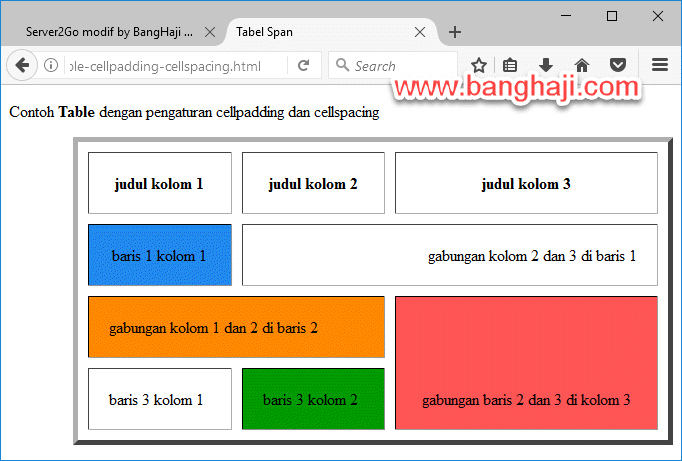 Server2Go modif by BangHaji ...
Tabel Span
ble-cellpadding-cellspacing.html
Search
www.banghaji.com
Contoh Table dengan pengaturan cellpadding dan cellspacing
judul kolom 1 judul kolom 2 judul kolom 3
baris 1 kolom 1 gabungan kolom 2 dan 3 di baris 1
gabungan kolom 1 dan 2 di baris 2
baris 3 kolom 1 baris 3 kolom 2 gabungan baris 2 dan 3 di kolom 3